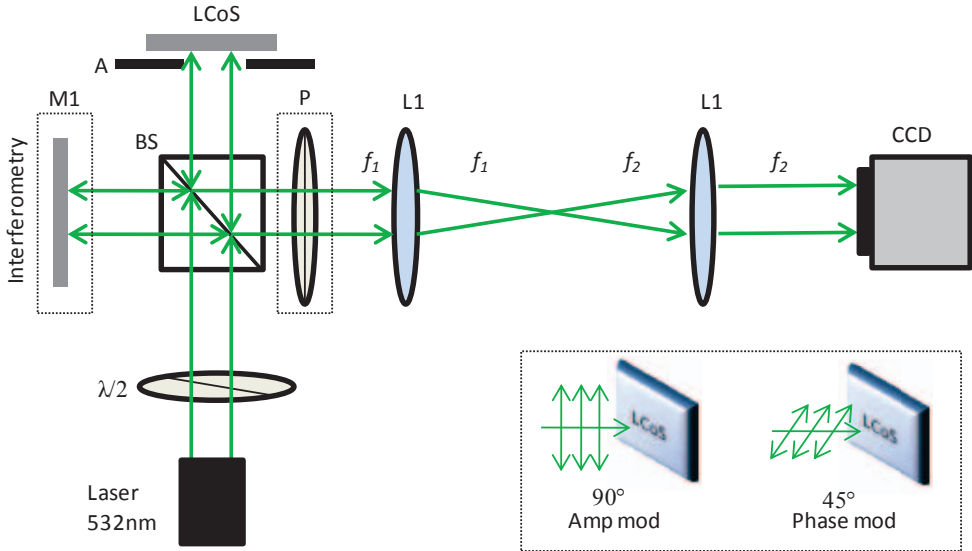 LCoS
A
M1
P
L1
L1
BS
CCD
f1
f1
f2
f2
Interferometry
λ/2
Laser
532nm
LCoS
LCoS
90°
45°
Amp mod
Phase mod